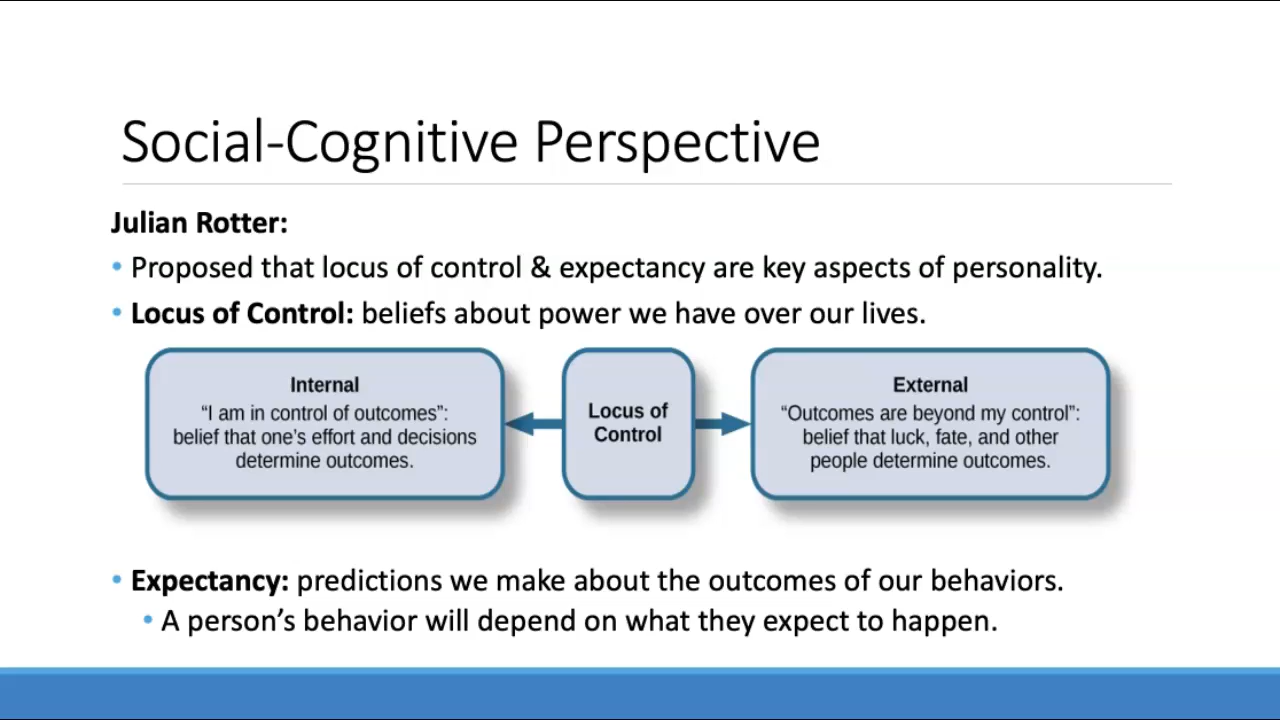 Social-Cognitive Perspective
Julian Rotter:
• Proposed that locus of control & expectancy are key aspects of personality.
• Locus of Control: beliefs about power we have over our lives.
Internal
“I am in control of outcomes”:
belief that one’s effort and decisions
determine outcomes.
Locus of
Control
External
“Outcomes are beyond my control”:
belief that luck, fate, and other
people determine outcomes.
• Expectancy: predictions we make about the outcomes of our behaviors.
• A person’s behavior will depend on what they expect to happen.